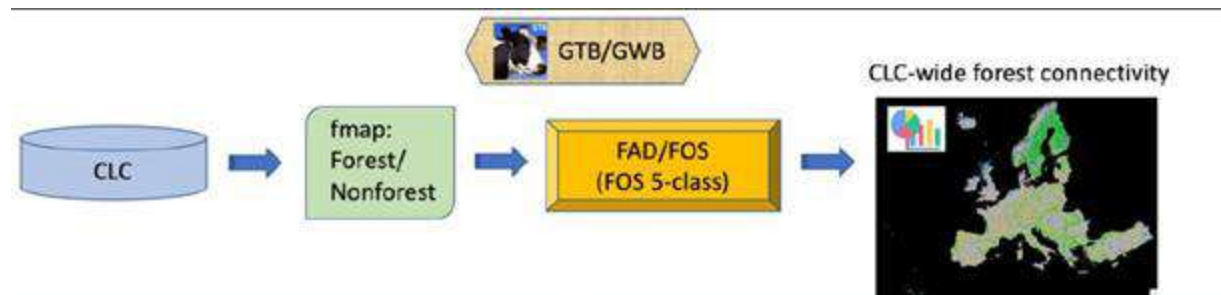 GTB/GWB
CLC-wide forest connectivity
CLC
fmap:
Forest/
Nonforest
FAD/FOS
(FOS 5-class)